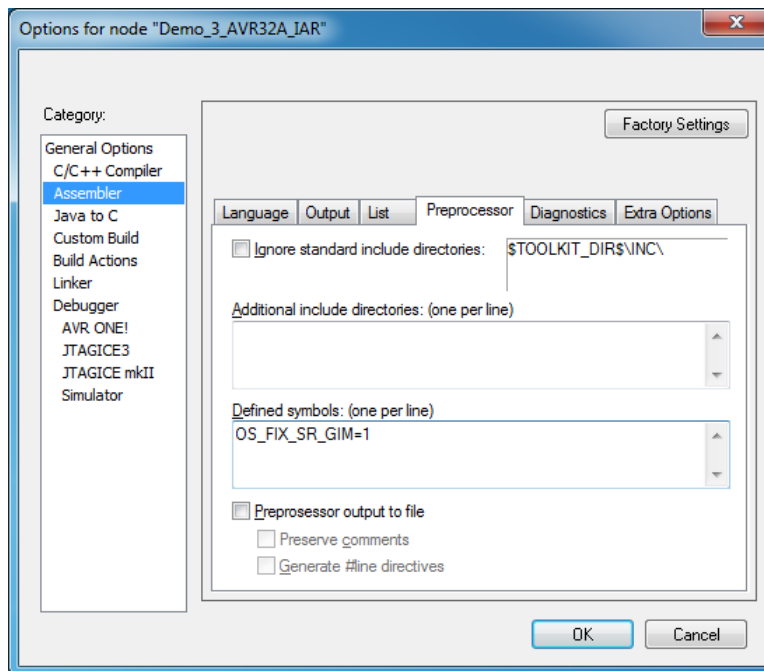 Options for node "Demo_3_AVR32A_IAR"
Category:
General Options
C/C++ Compiler
Assembler
Java to C
Custom Build
Build Actions
Linker
Debugger
AVR ONE!
JTAGICE3
JTAGICE mkII
Simulator
Factory Settings
Language Output List Preprocessor Diagnostics Extra Options
Ignore standard include directories: $TOOLKIT_DIR$\INC\
Additional include directories: (one per line)
Defined symbols: (one per line)
OS_FIX_SR_GIM=1
Preprosessor output to file
Preserve comments
Generate #line directives
OK Cancel